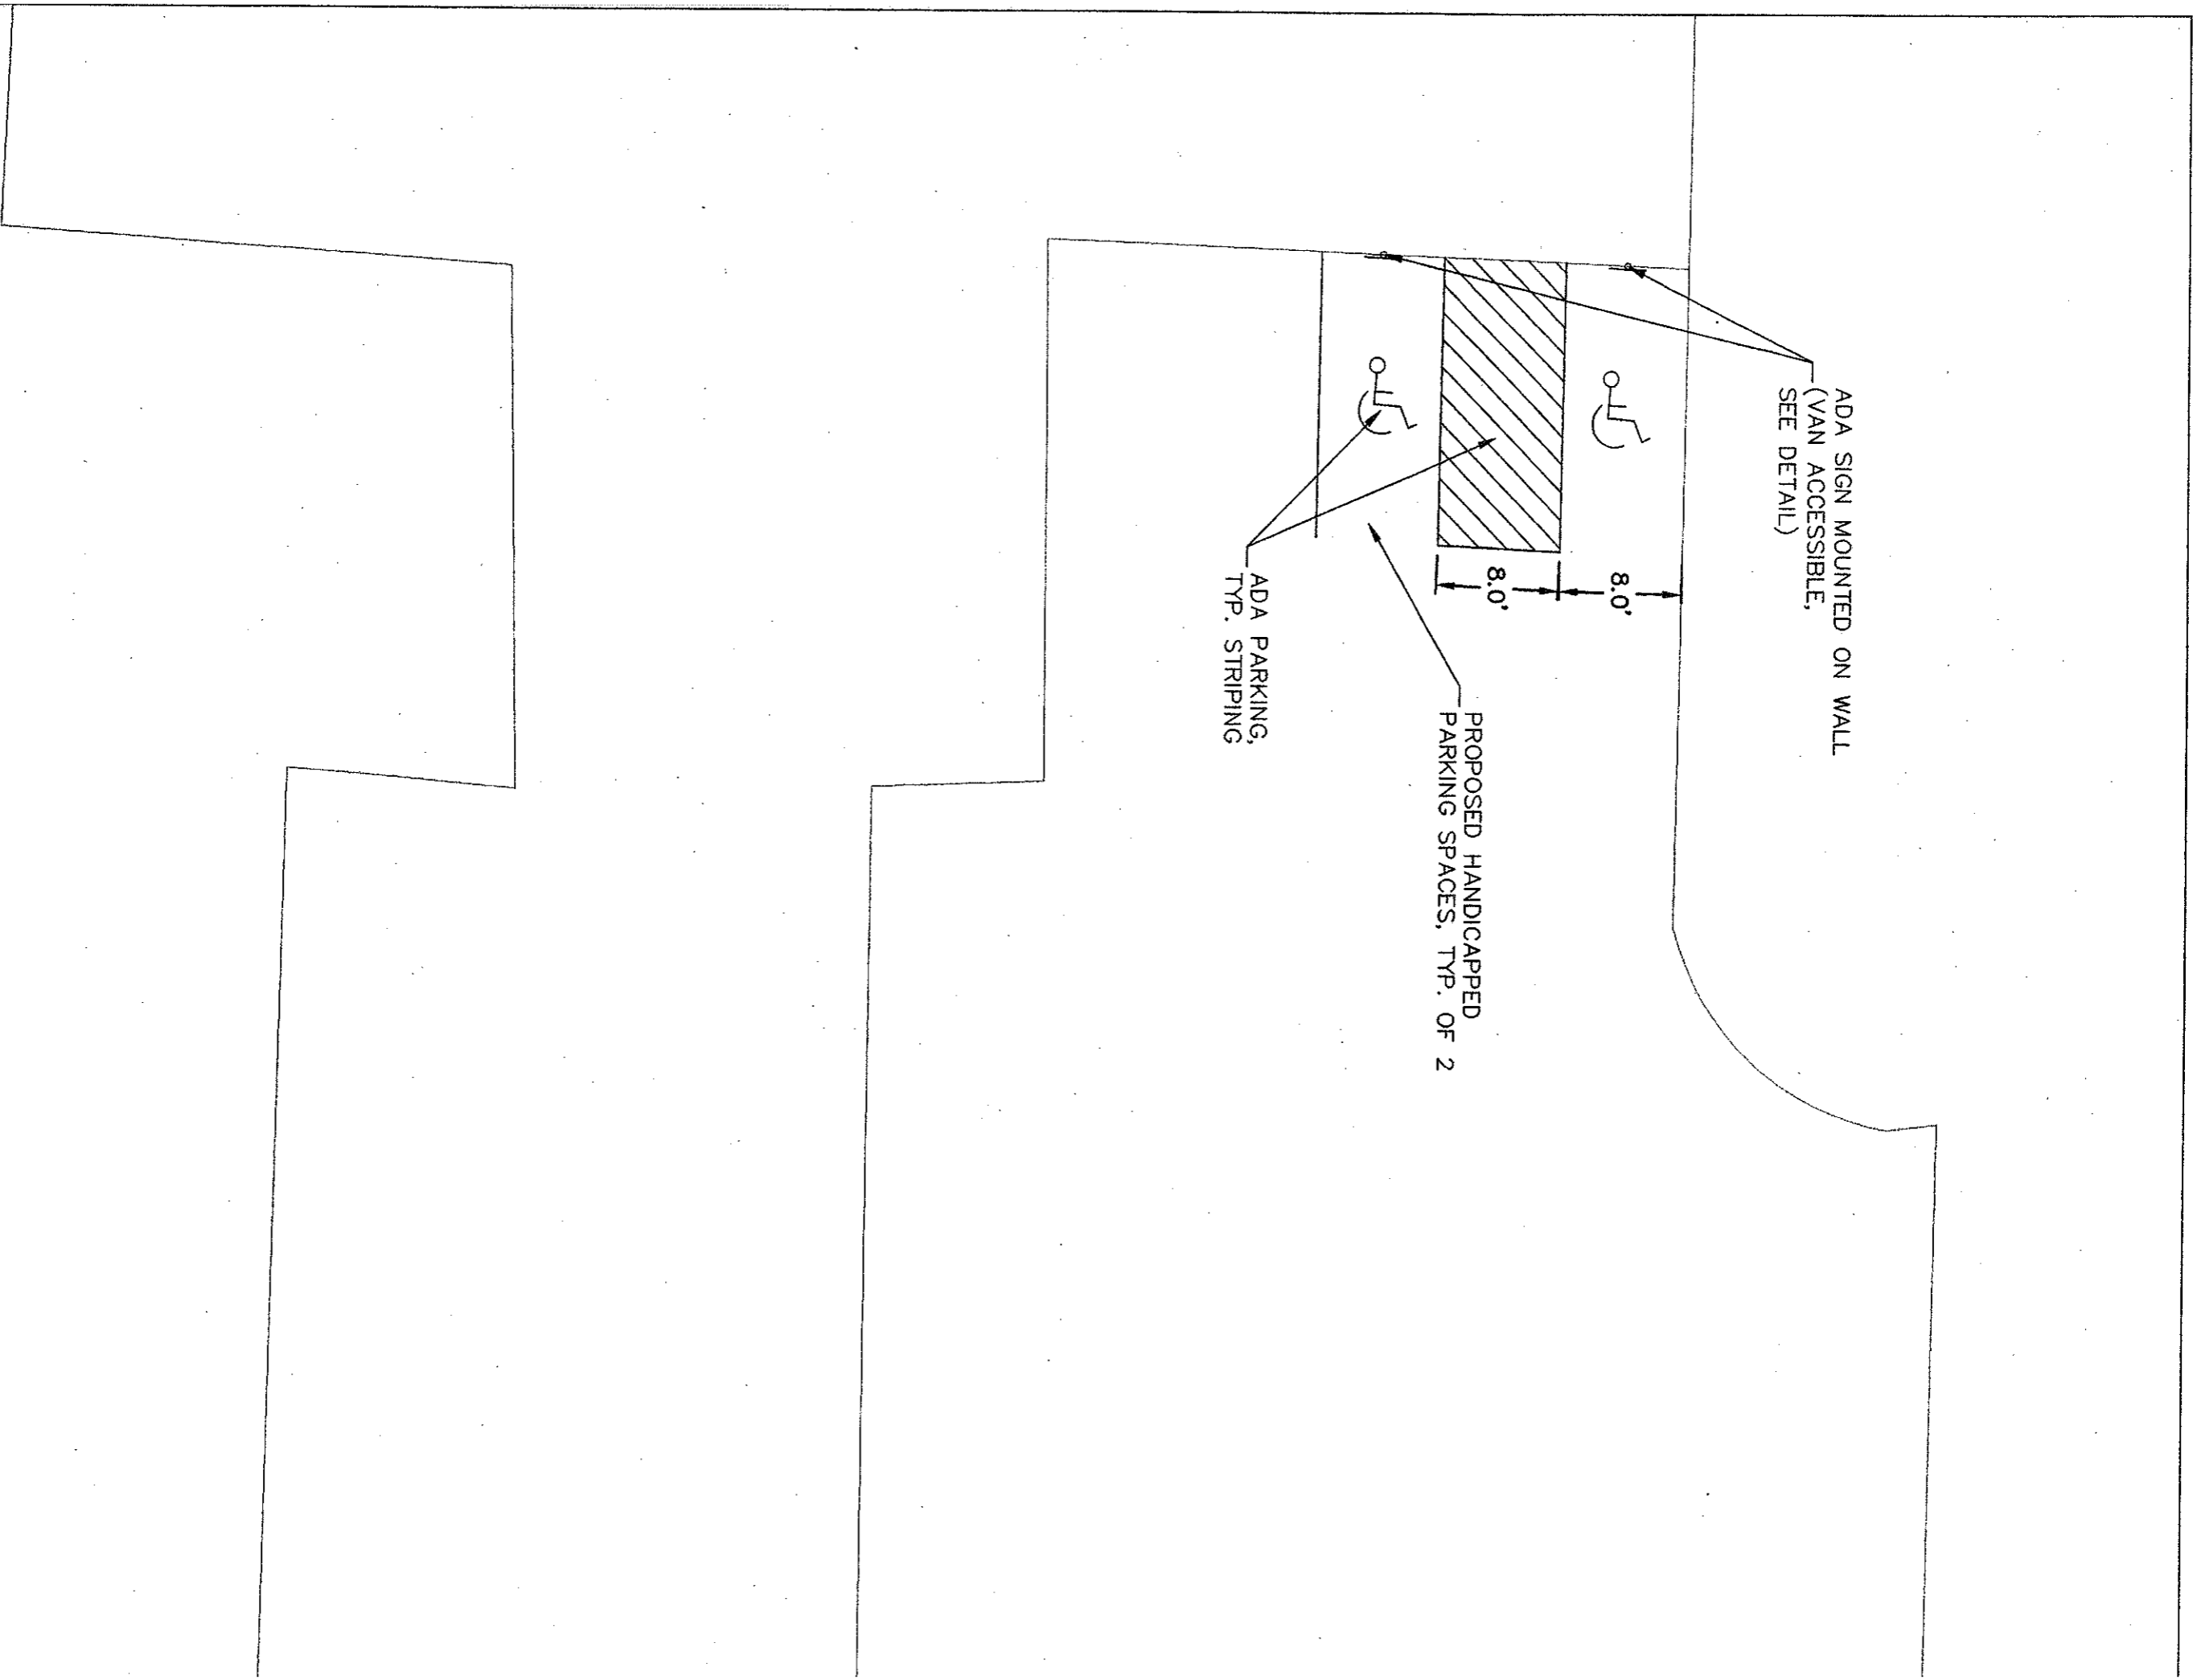 ADA SIGN MOUNTED ON WALL
(VAN ACCESSIBLE,
SEE DETAIL)
8.0'
8.0'
PROPOSED HANDICAPPED
PARKING SPACES, TYP. OF 2
ADA PARKING,
TYP. STRIPING